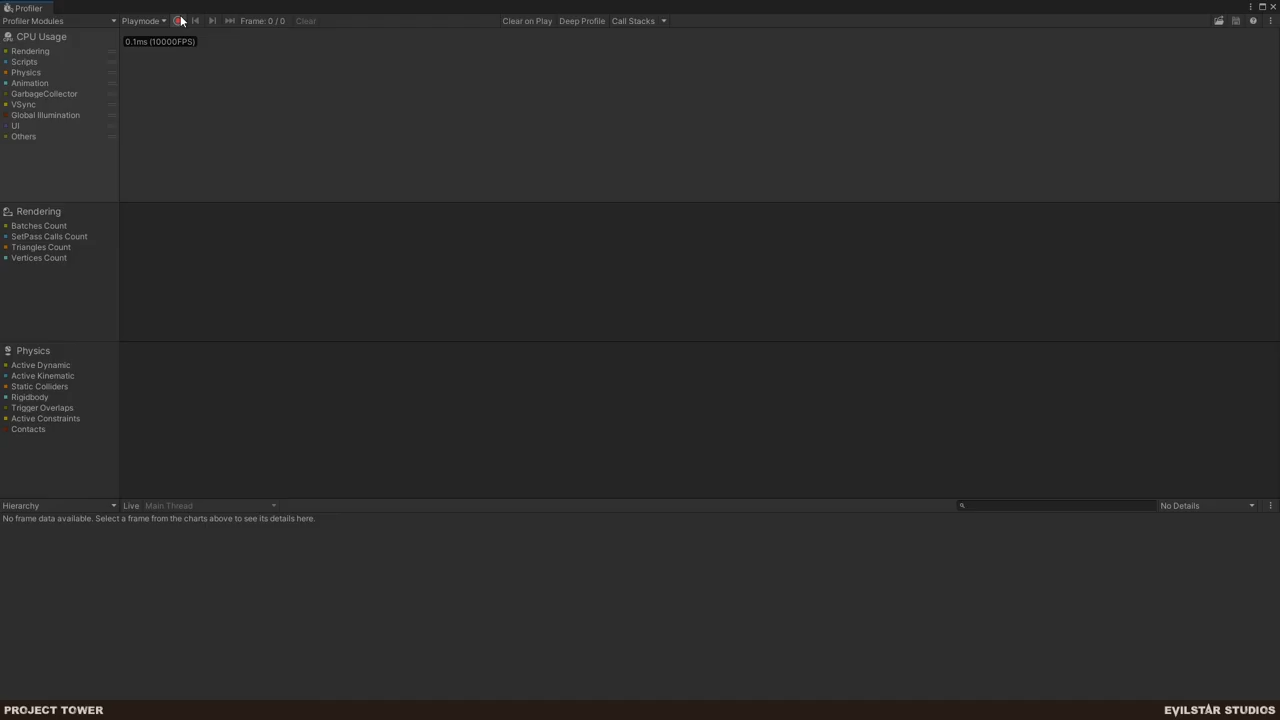 Profiler
Profiler Modules Playmode Frame: 0 / 0 Clear Clear on Play Deep Profile Call Stacks
CPU Usage
0.1ms (10000FPS)
Rendering
Scripts
Physics
Animation
GarbageCollector
VSync
Global Illumination
UI
Others
Rendering
Batches Count
SetPass Calls Count
Triangles Count
Vertices Count
Physics
Active Dynamic
Active Kinematic
Static Colliders
Rigidbody
Trigger Overlaps
Active Constraints
Contacts
Hierarchy Live Main Thread No Details
No frame data available. Select a frame from the charts above to see its details here.
PROJECT TOWER EVILSTAR STUDIOS